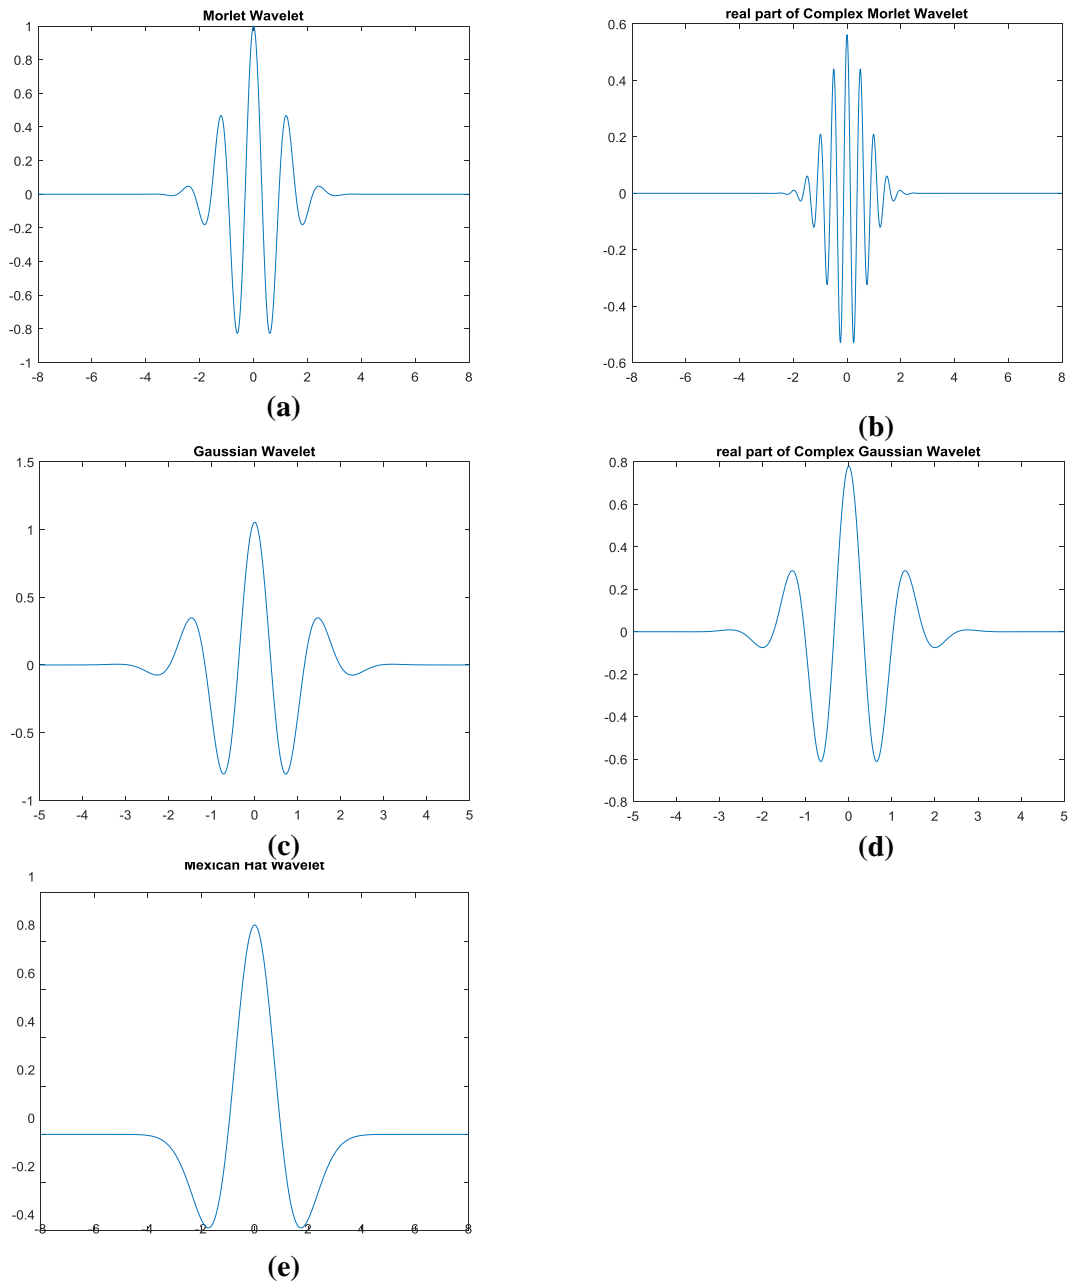 Morlet Wavelet
1
0.8
0.6
0.4
0.2
0
-0.2
-0.4
-0.6
-0.8
-1
-8 -6 -4 -2 0 2 4 6 8
(a)
real part of Complex Morlet Wavelet
0.6
0.4
0.2
0
-0.2
-0.4
-0.6
-8 -6 -4 -2 0 2 4 6 8
(b)
Gaussian Wavelet
1.5
1
0.5
0
-0.5
-1
-5 -4 -3 -2 -1 0 1 2 3 4 5
(c)
real part of Complex Gaussian Wavelet
0.8
0.6
0.4
0.2
0
-0.2
-0.4
-0.6
-0.8
-5 -4 -3 -2 -1 0 1 2 3 4 5
(d)
Mexican Hat Wavelet
1
0.8
0.6
0.4
0.2
0
-0.2
-0.4
-8 -6 -4 -2 0 2 4 6 8
(e)